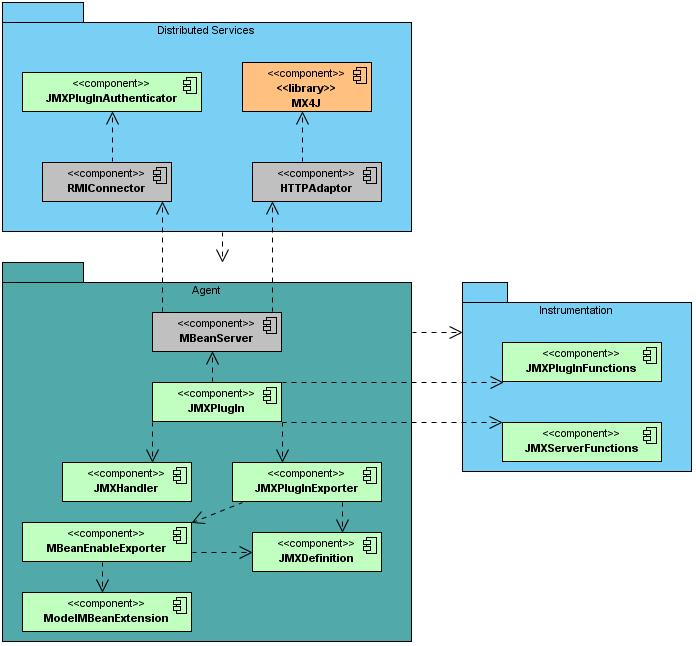 Distributed Services
<<component>>
JMXPlugInAuthenticator
<<component>>
<<library>>
MX4J
<<component>>
RMIConnector
<<component>>
HTTPAdaptor
Agent
<<component>>
MBeanServer
Instrumentation
<<component>>
JMXPlugInFunctions
<<component>>
JMXPlugIn
<<component>>
JMXServerFunctions
<<component>>
JMXHandler
<<component>>
JMXPlugInExporter
<<component>>
MBeanEnableExporter
<<component>>
JMXDefinition
<<component>>
ModelMBeanExtension